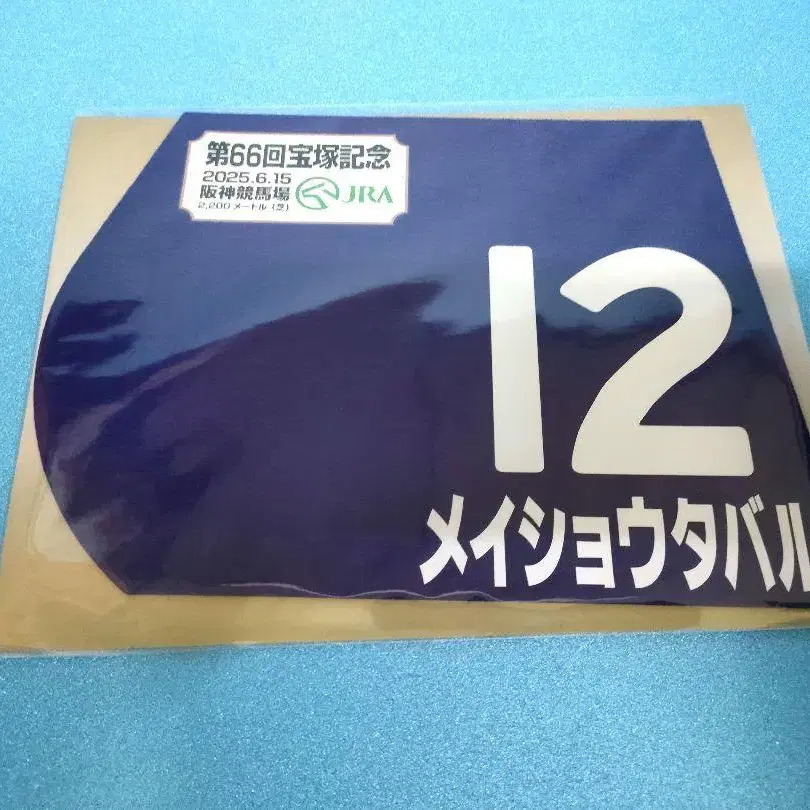 第66回宝塚記念
2025.6.15
阪神競馬場
2,200メートル(芝)
JRA
12
メイショウタバル